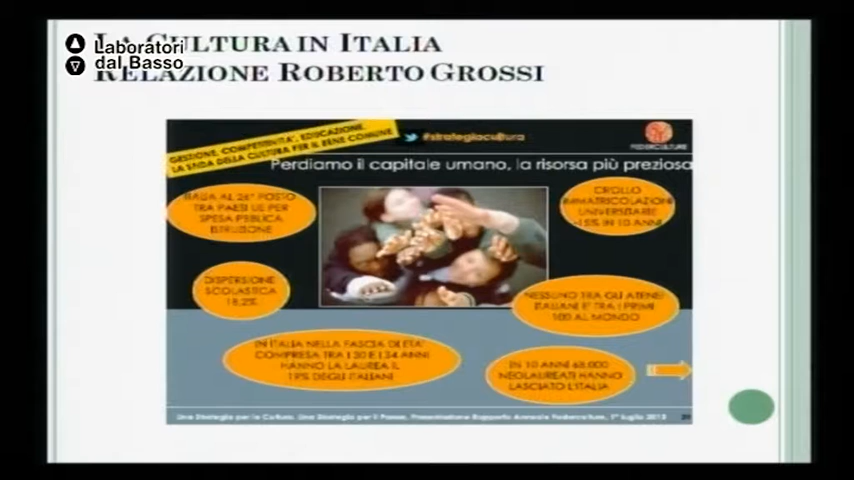 LA CULTURA IN ITALIA
RELAZIONE ROBERTO GROSSI
Laboratori
dal Basso
GESTIONE, COMPETITIVITA', EDUCAZIONE.
LA SFIDA DELLA CULTURA PER IL BENE COMUNE
#strategiacultura
FEDERCULTURE
Perdiamo il capitale umano, la risorsa più preziosa
ITALIA AL 26° POSTO
TRA PAESI UE PER
SPESA PUBBLICA
ISTRUZIONE
CROLLO
IMMATRICOLAZIONI
UNIVERSITARIE
-15% IN 10 ANNI
DISPERSIONE
SCOLASTICA
18,2%
NESSUNO TRA GLI ATENEI
ITALIANI E' TRA I PRIMI
100 AL MONDO
IN ITALIA NELLA FASCIA DI ETA'
COMPRESA TRA I 30 E I 34 ANNI
HANNO LA LAUREA IL
19% DEGLI ITALIANI
IN 10 ANNI 68.000
NEOLAUREATI HANNO
LASCIATO L'ITALIA
Una Strategia per la Cultura. Una Strategia per il Paese. Presentazione Rapporto Annuale Federculture, 1° luglio 2013